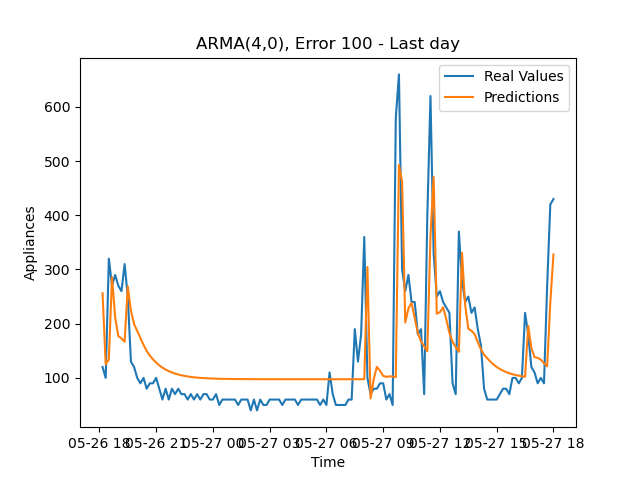 ARMA(4,0), Error 100 - Last day
Real Values
Predictions
600
500
400
300
200
100
Appliances
05-26 18 05-26 21 05-27 00 05-27 03 05-27 06 05-27 09 05-27 12 05-27 15 05-27 18
Time